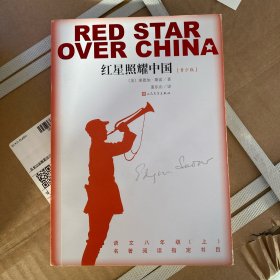 RED STAR
OVER CHINA
红星照耀中国
[青少版]
[美] 埃德加·斯诺 著
董乐山 译
Edgar Snow
人民文学出版社
语文八年级(上)
名著阅读指定书目